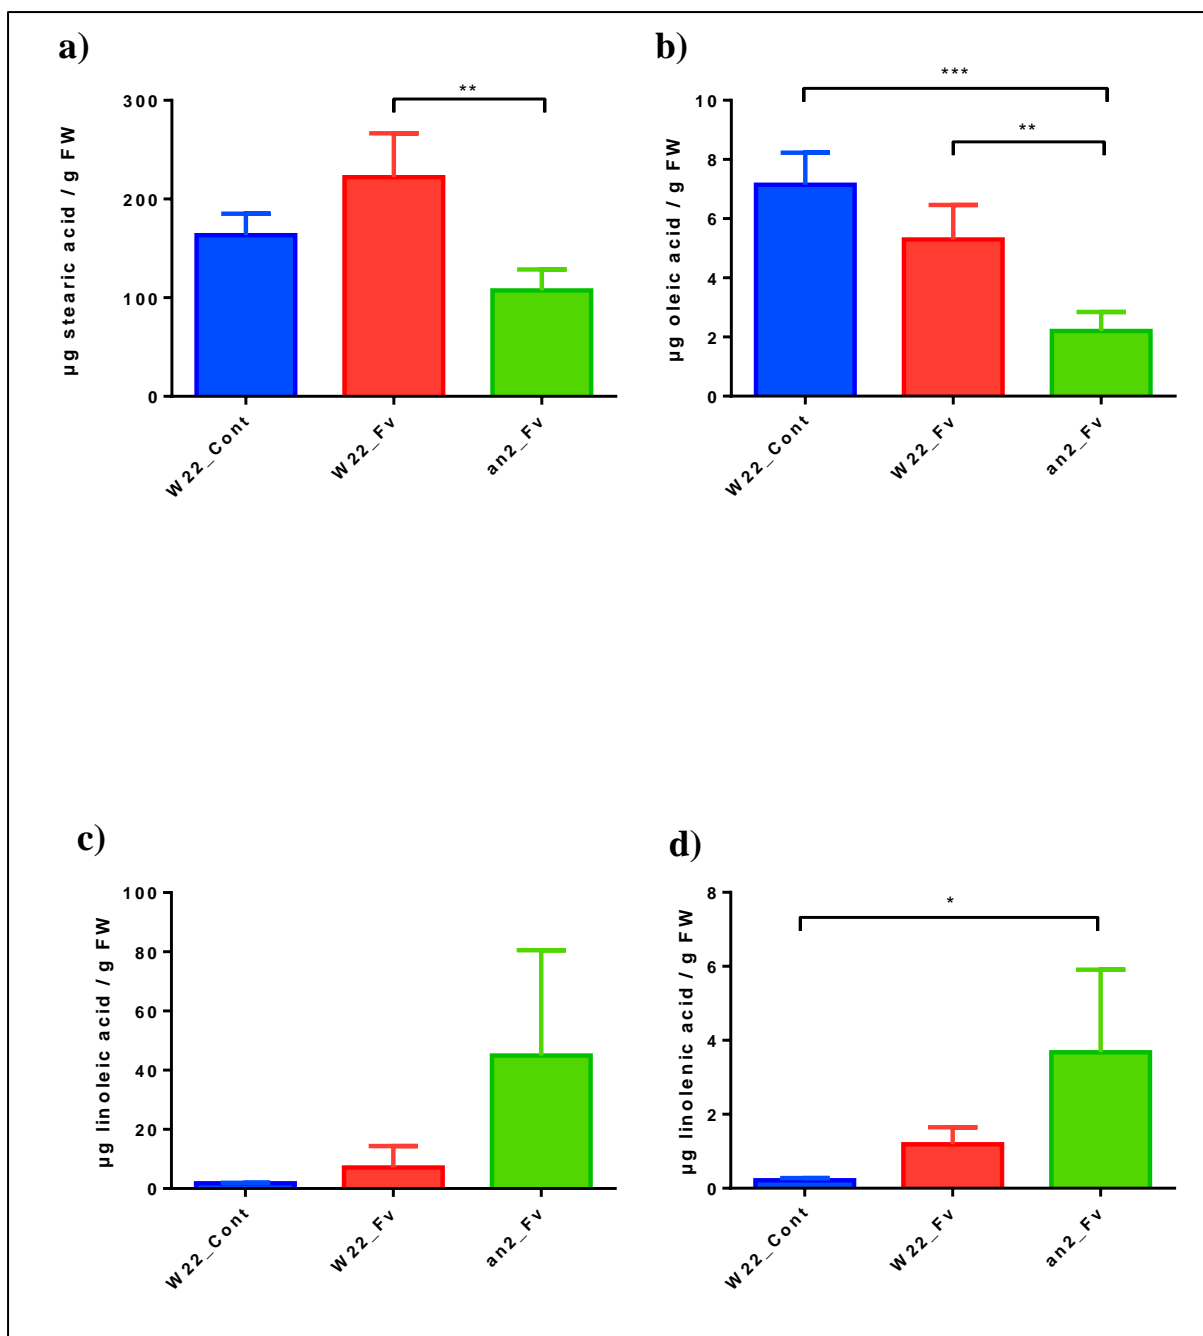 a)
µg stearic acid / g FW
300
200
100
0
**
W22_Cont
W22_Fv
an2_Fv
b)
µg oleic acid / g FW
10
8
6
4
2
0
***
**
W22_Cont
W22_Fv
an2_Fv
c)
µg linoleic acid / g FW
100
80
60
40
20
0
W22_Cont
W22_Fv
an2_Fv
d)
µg linolenic acid / g FW
8
6
4
2
0
*
W22_Cont
W22_Fv
an2_Fv